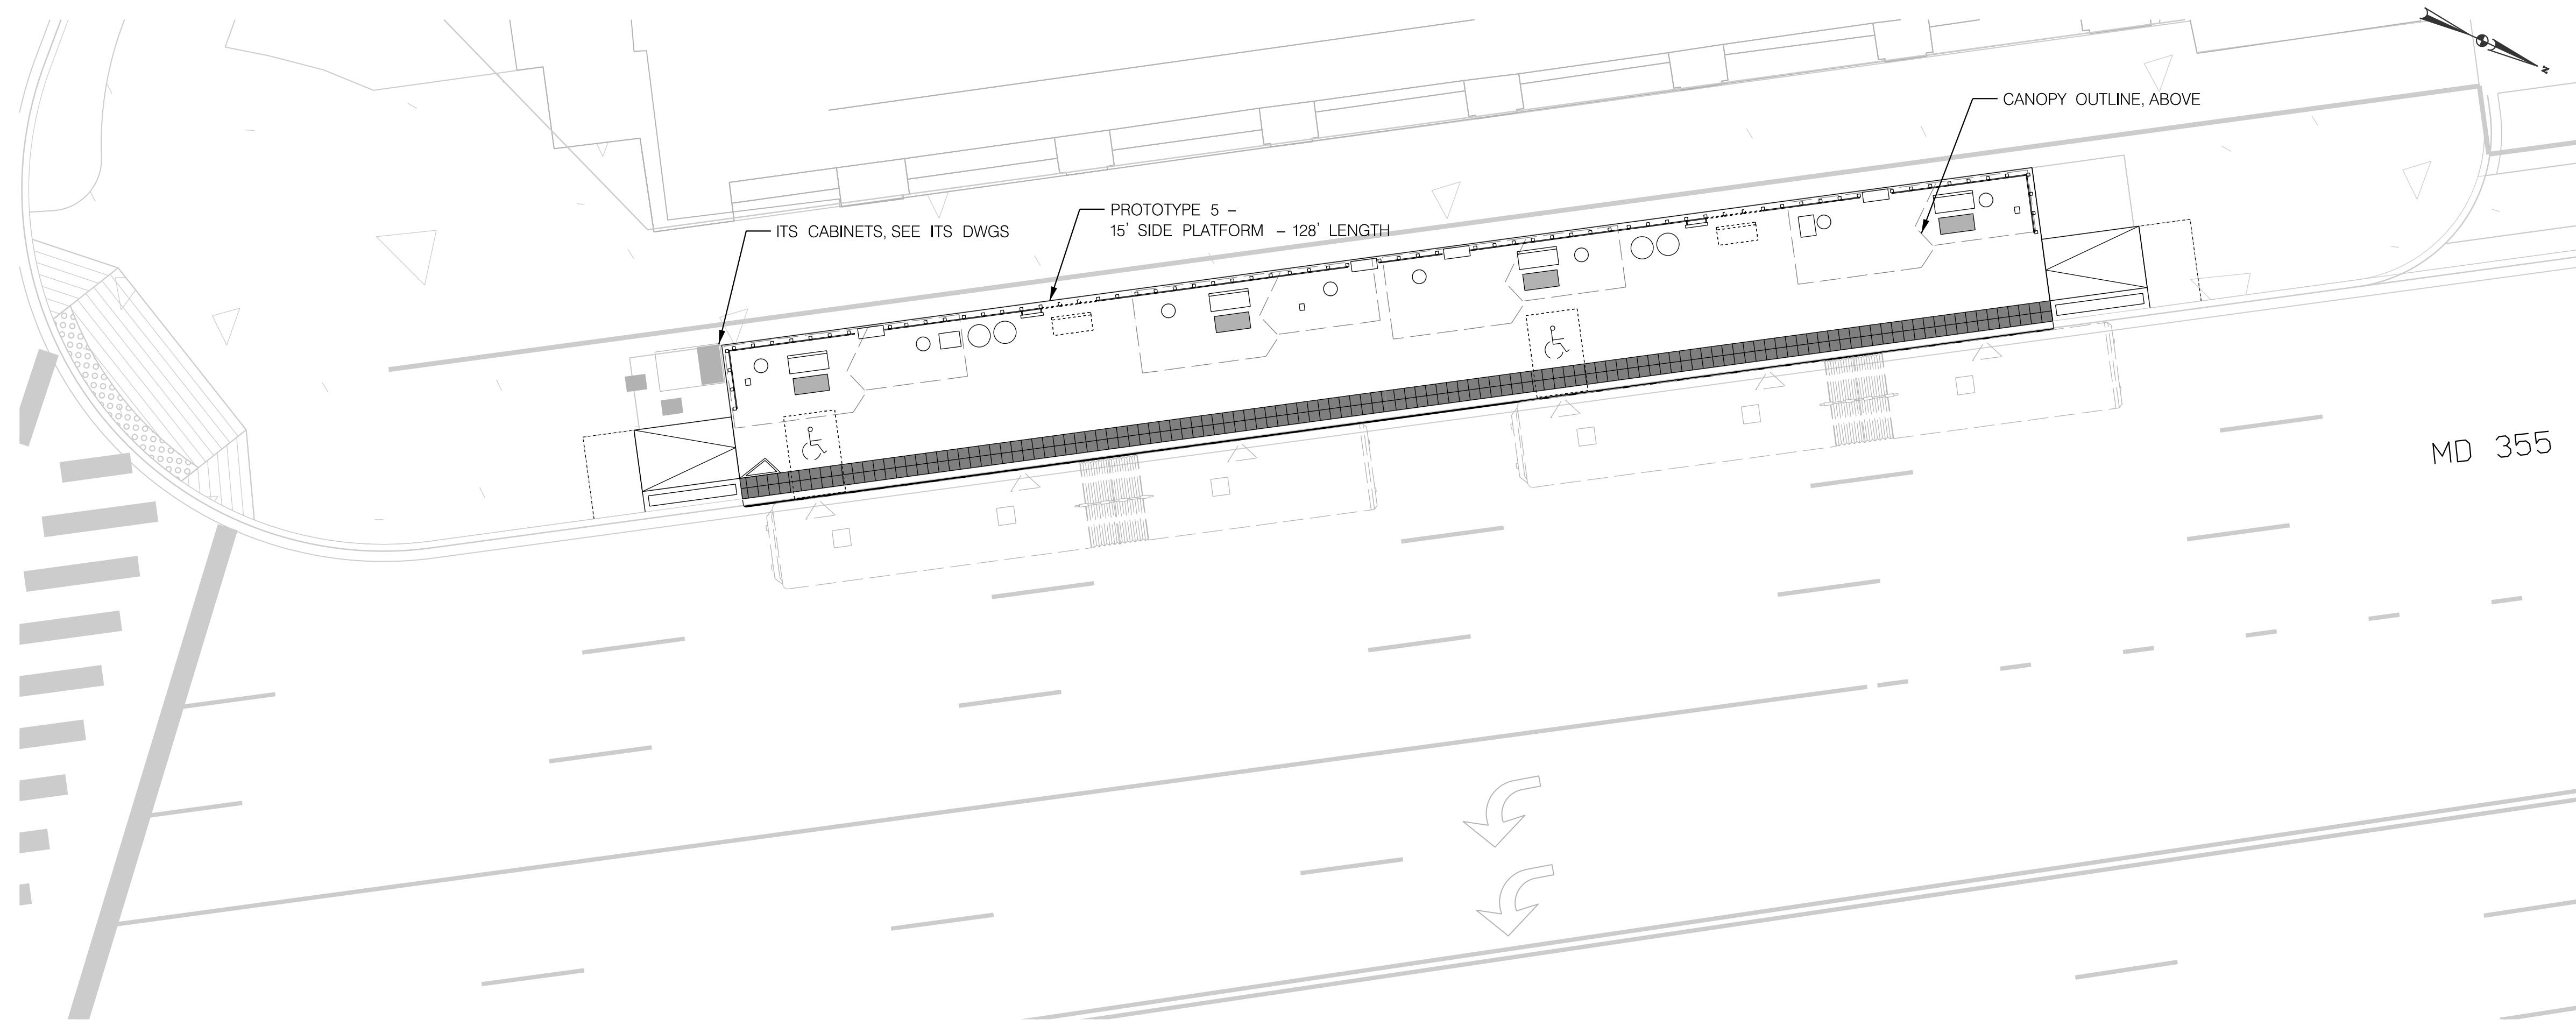 N
CANOPY OUTLINE, ABOVE
PROTOTYPE 5 -
15' SIDE PLATFORM - 128' LENGTH
ITS CABINETS, SEE ITS DWGS
MD 355